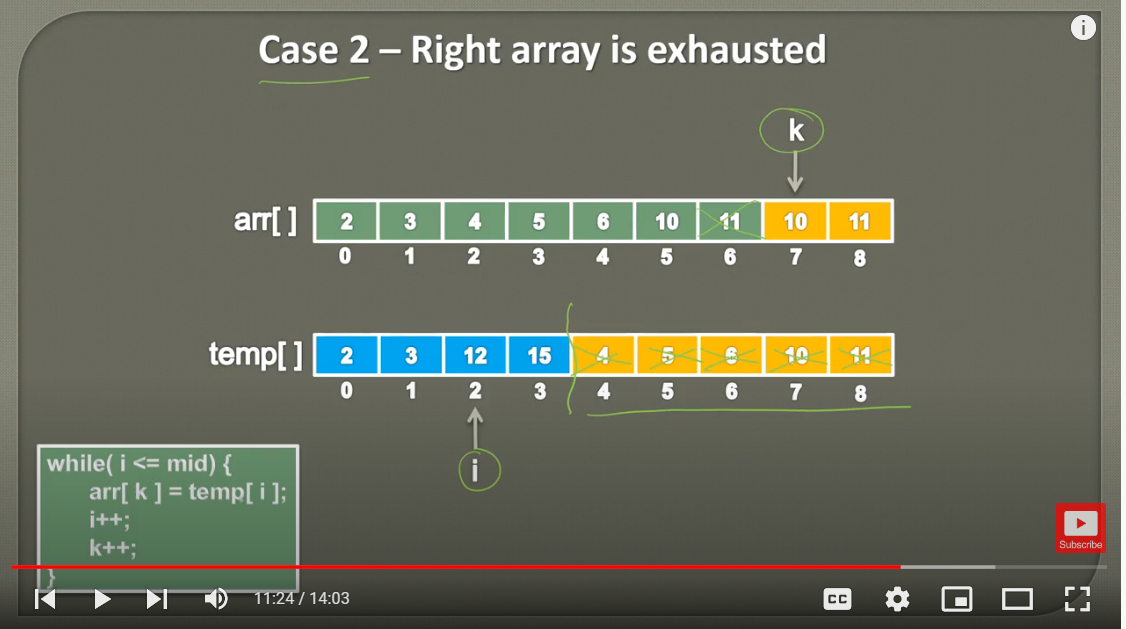 Case 2 – Right array is exhausted
k
arr[ ] 2 3 4 5 6 10 11 10 11
0 1 2 3 4 5 6 7 8
temp[ ] 2 3 12 15 4 5 6 10 11
0 1 2 3 4 5 6 7 8
i
while( i <= mid) {
arr[ k ] = temp[ i ];
i++;
k++;
}
Subscribe
11:24 / 14:03
CC